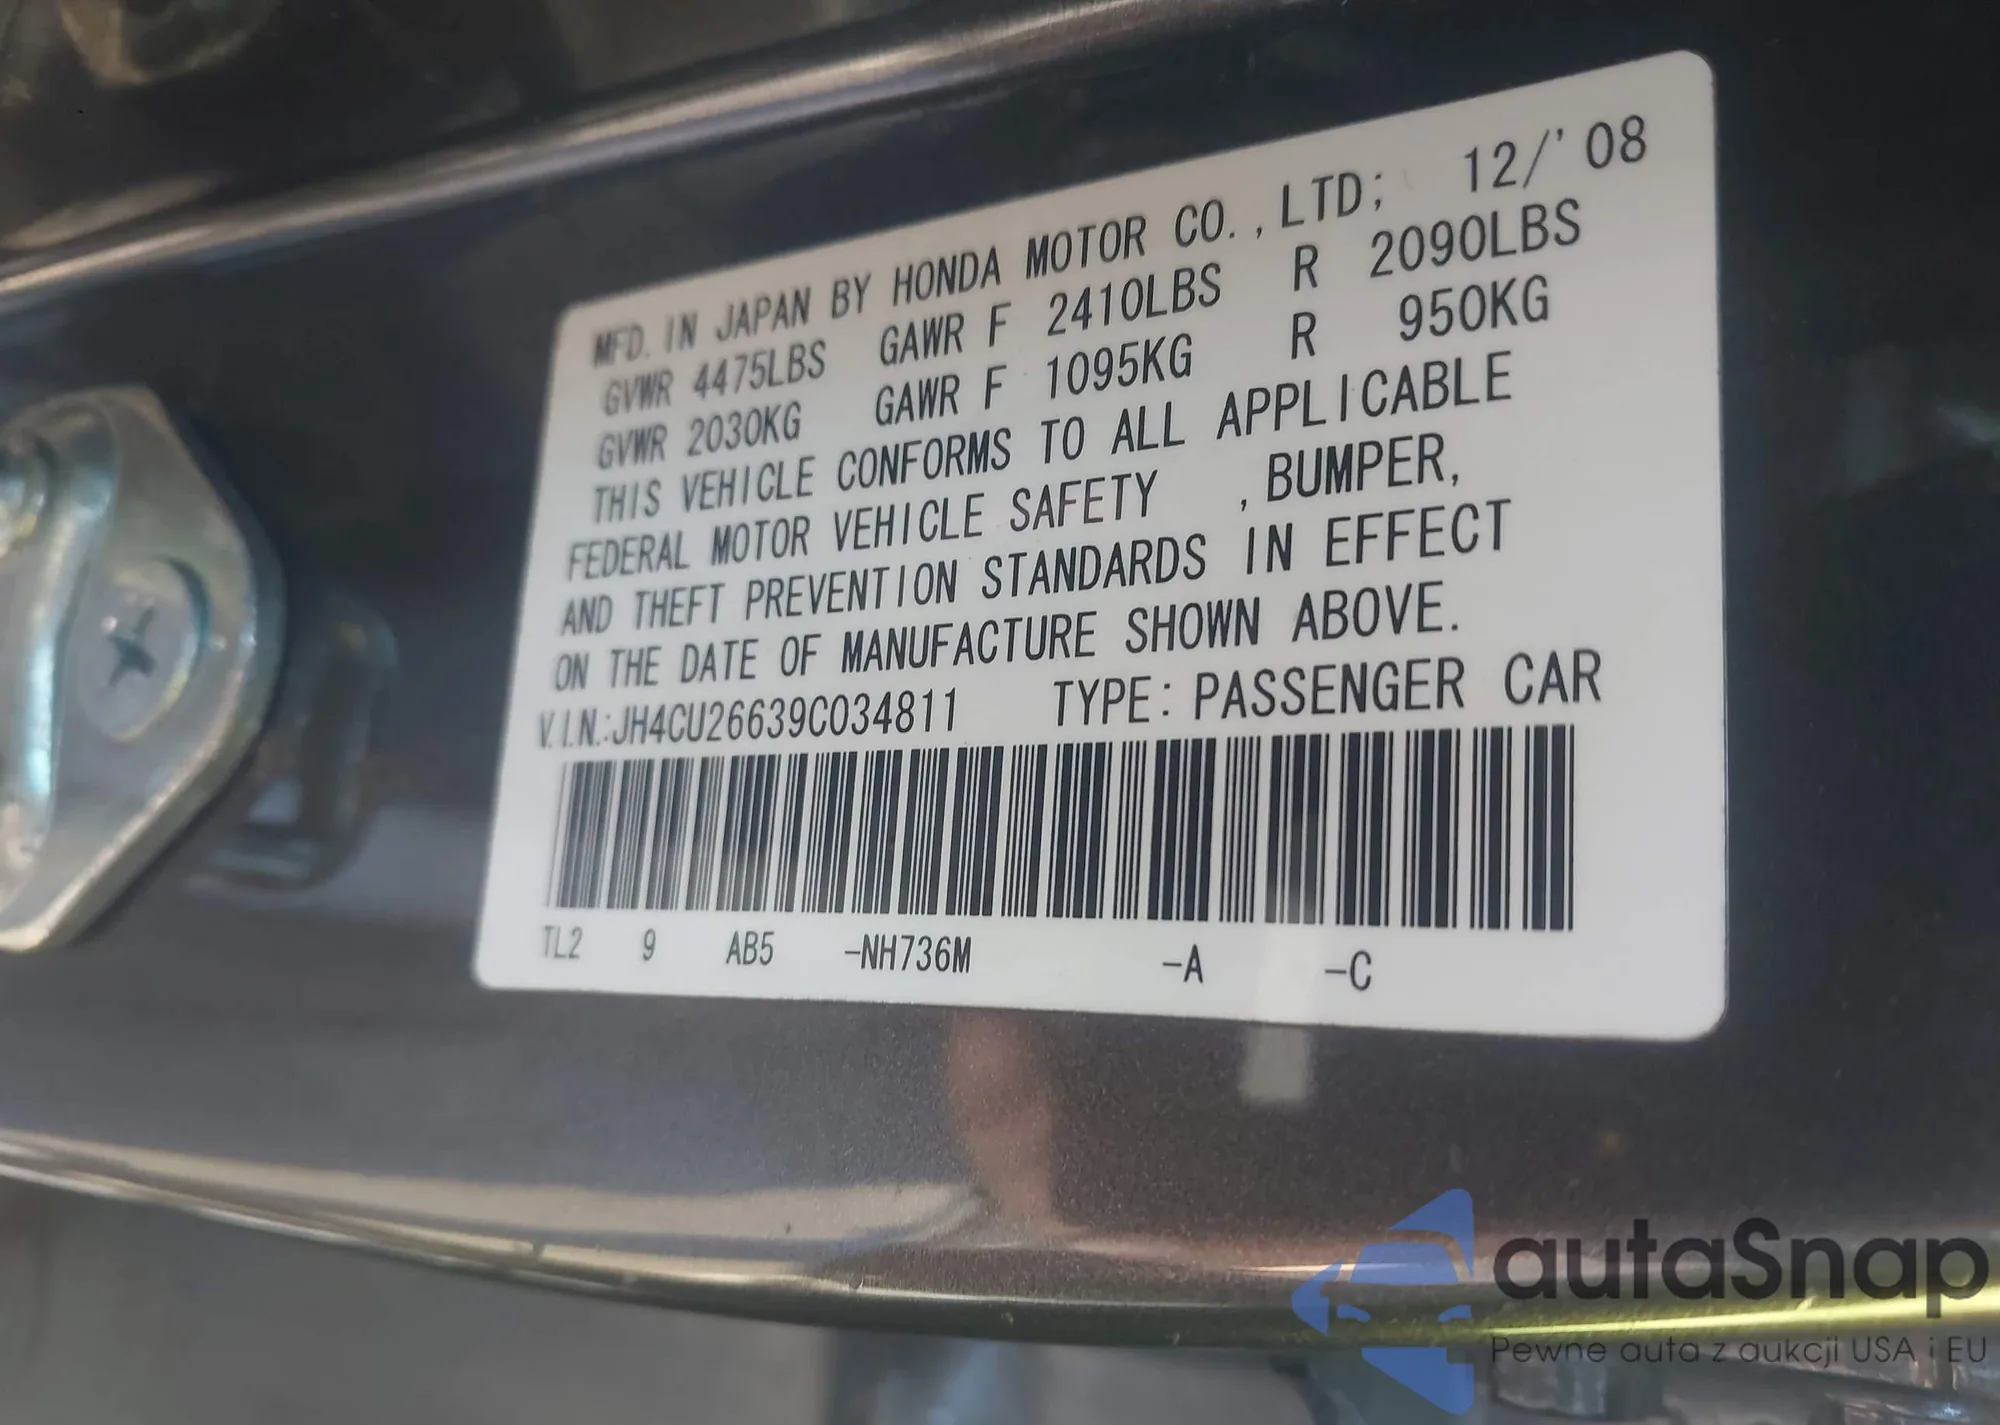 MFD. IN JAPAN BY HONDA MOTOR CO.,LTD; 12/'08
GVWR 4475LBS GAWR F 2410LBS R 2090LBS
GVWR 2030KG GAWR F 1095KG R 950KG
THIS VEHICLE CONFORMS TO ALL APPLICABLE
FEDERAL MOTOR VEHICLE SAFETY , BUMPER,
AND THEFT PREVENTION STANDARDS IN EFFECT
ON THE DATE OF MANUFACTURE SHOWN ABOVE.
V.I.N.:JH4CU26639C034811 TYPE: PASSENGER CAR
TL2 9 AB5 -NH736M -A -C
autaSnap
Pewne auta z aukcji USA i EU